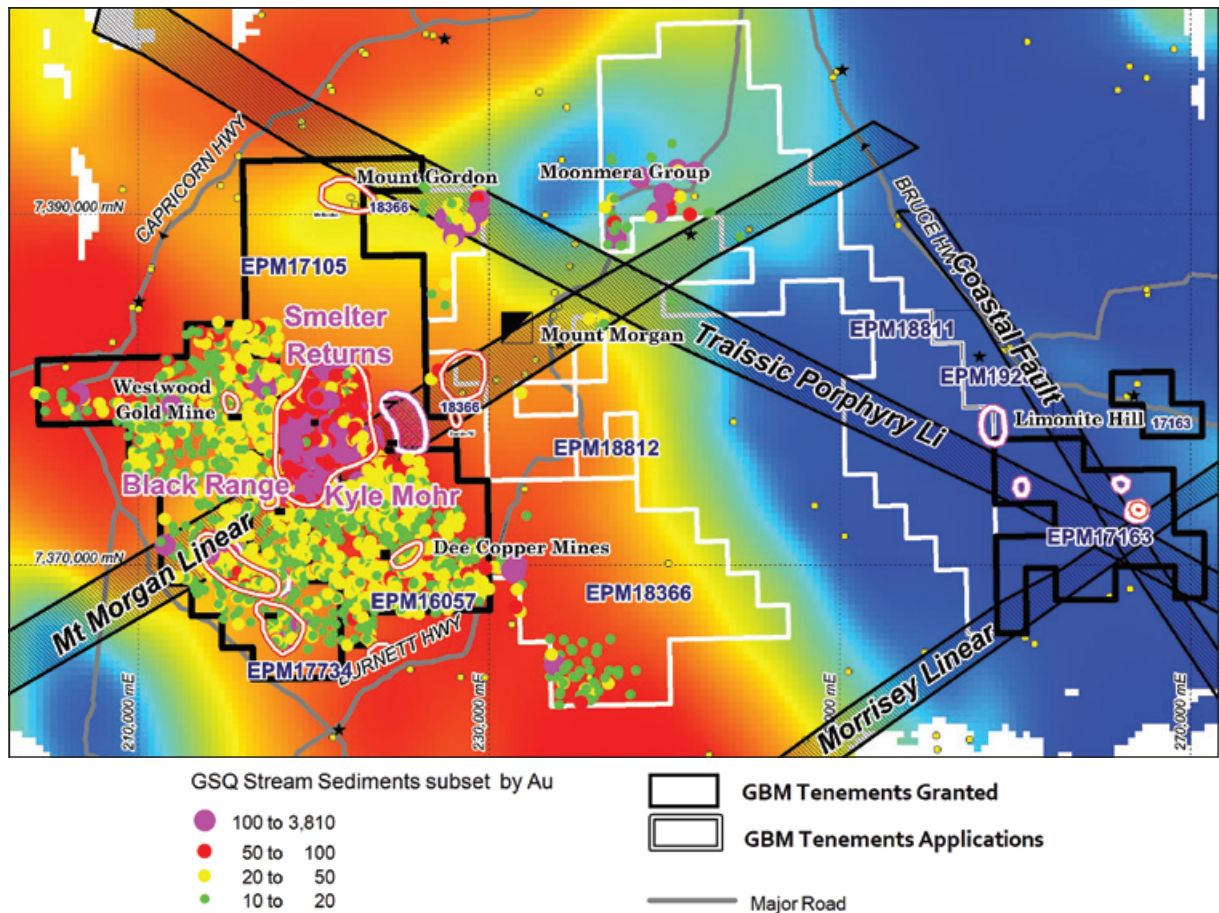 CAPRICORN HWY
Mount Gordon
Moonmera Group
7,390,000 mN
18366
EPM17105
BRUCE HW
Coastal Fault
Smelter
Returns
Mount Morgan
EPM18811
Traissic Porphyry Li
EPM192
Westwood
Gold Mine
18366
Limonite Hill
17163
EPM18812
Black Range
Kyle Mohr
7,370,000 mN
Dee Copper Mines
EPM17163
Mt Morgan Linear
EPM16057
EPM18366
EPM17734
BURNETT HWY
Morrisey Linear
210,000 mE
230,000 mE
270,000 mE
GSQ Stream Sediments subset by Au
100 to 3,810
50 to 100
20 to 50
10 to 20
GBM Tenements Granted
GBM Tenements Applications
Major Road